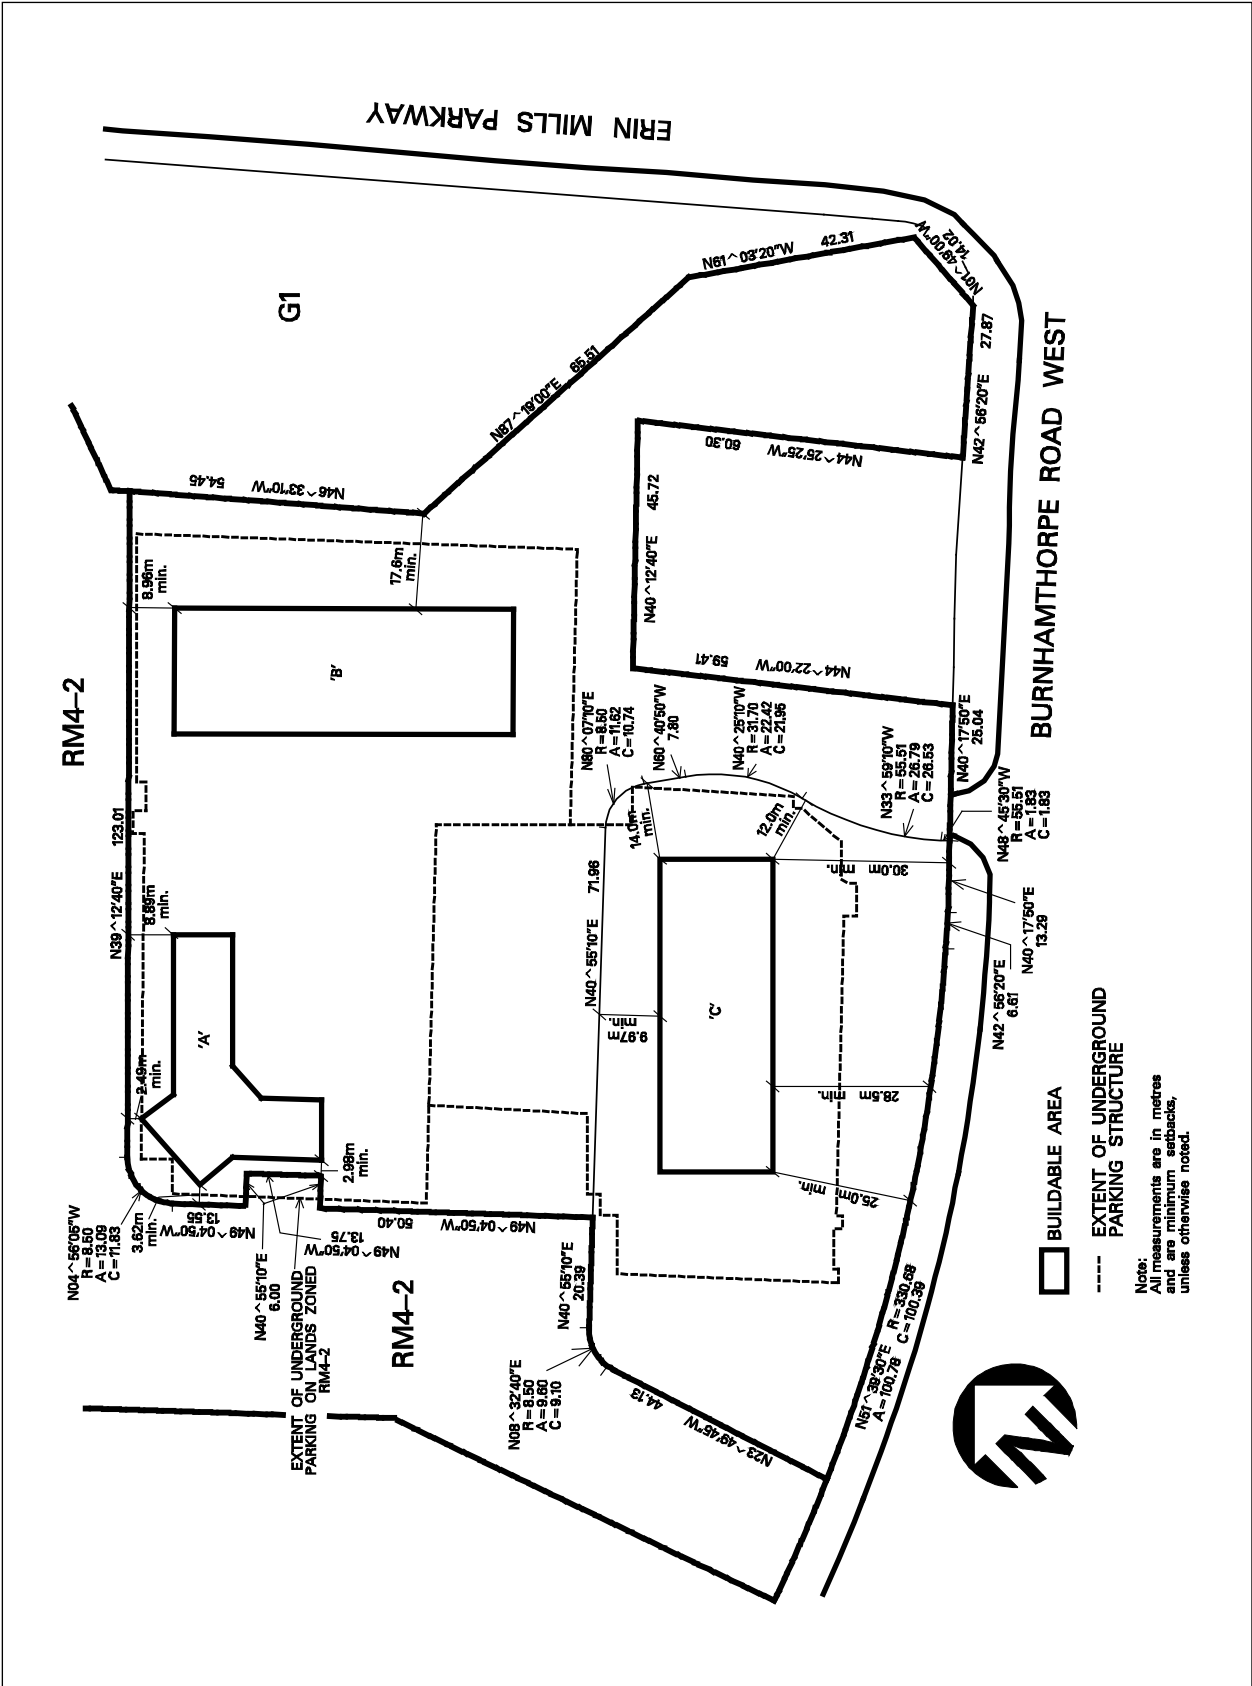 ERIN MILLS PARKWAY
G1
N61^03'20"W 42.31
N01^49'00"W
14.02
27.87
N42^56'20"E
N87^19'00"E 65.51
N46^33'10"W 54.45
N44^25'25"W 60.30
45.72
N40^12'40"E
N44^22'00"W 59.41
BURNHAMTHORPE ROAD WEST
RM4–2
8.96m
min.
17.6m
min.
'B'
123.01
N39^12'40"E
8.89m
min.
'A'
2.49m
min.
2.98m
min.
N80^07'10"E
R=8.50
A=11.62
C=10.74
N60^40'50"W
7.80
N40^25'10"W
R=31.70
A=22.42
C=21.95
N33^59'10"W
R=55.51
A=26.79
C=26.53
N40^17'50"E
25.04
N48^45'30"W
R=55.51
A=1.83
C=1.83
14.0m
min.
12.0m
min.
30.0m min.
71.96
N40^55'10"E
9.97m
min.
'C'
28.5m min.
25.0m min.
N40^17'50"E
13.29
N42^56'20"E
6.61
N04^56'05"W
R=8.50
A=13.09
C=11.83
3.62m
min.
13.55
N49^04'50"W
N40^55'10"E
6.00
13.75
N49^04'50"W
N49^04'50"W 50.40
EXTENT OF UNDERGROUND
PARKING ON LANDS ZONED
RM4–2
RM4–2
N40^55'10"E
20.39
N08^32'40"E
R=8.50
A=9.60
C=9.10
N23^49'45"W 44.13
N51^39'30"E R=330.68
A=100.78 C=100.39
N
BUILDABLE AREA
EXTENT OF UNDERGROUND
PARKING STRUCTURE
Note:
All measurements are in metres
and are minimum setbacks,
unless otherwise noted.